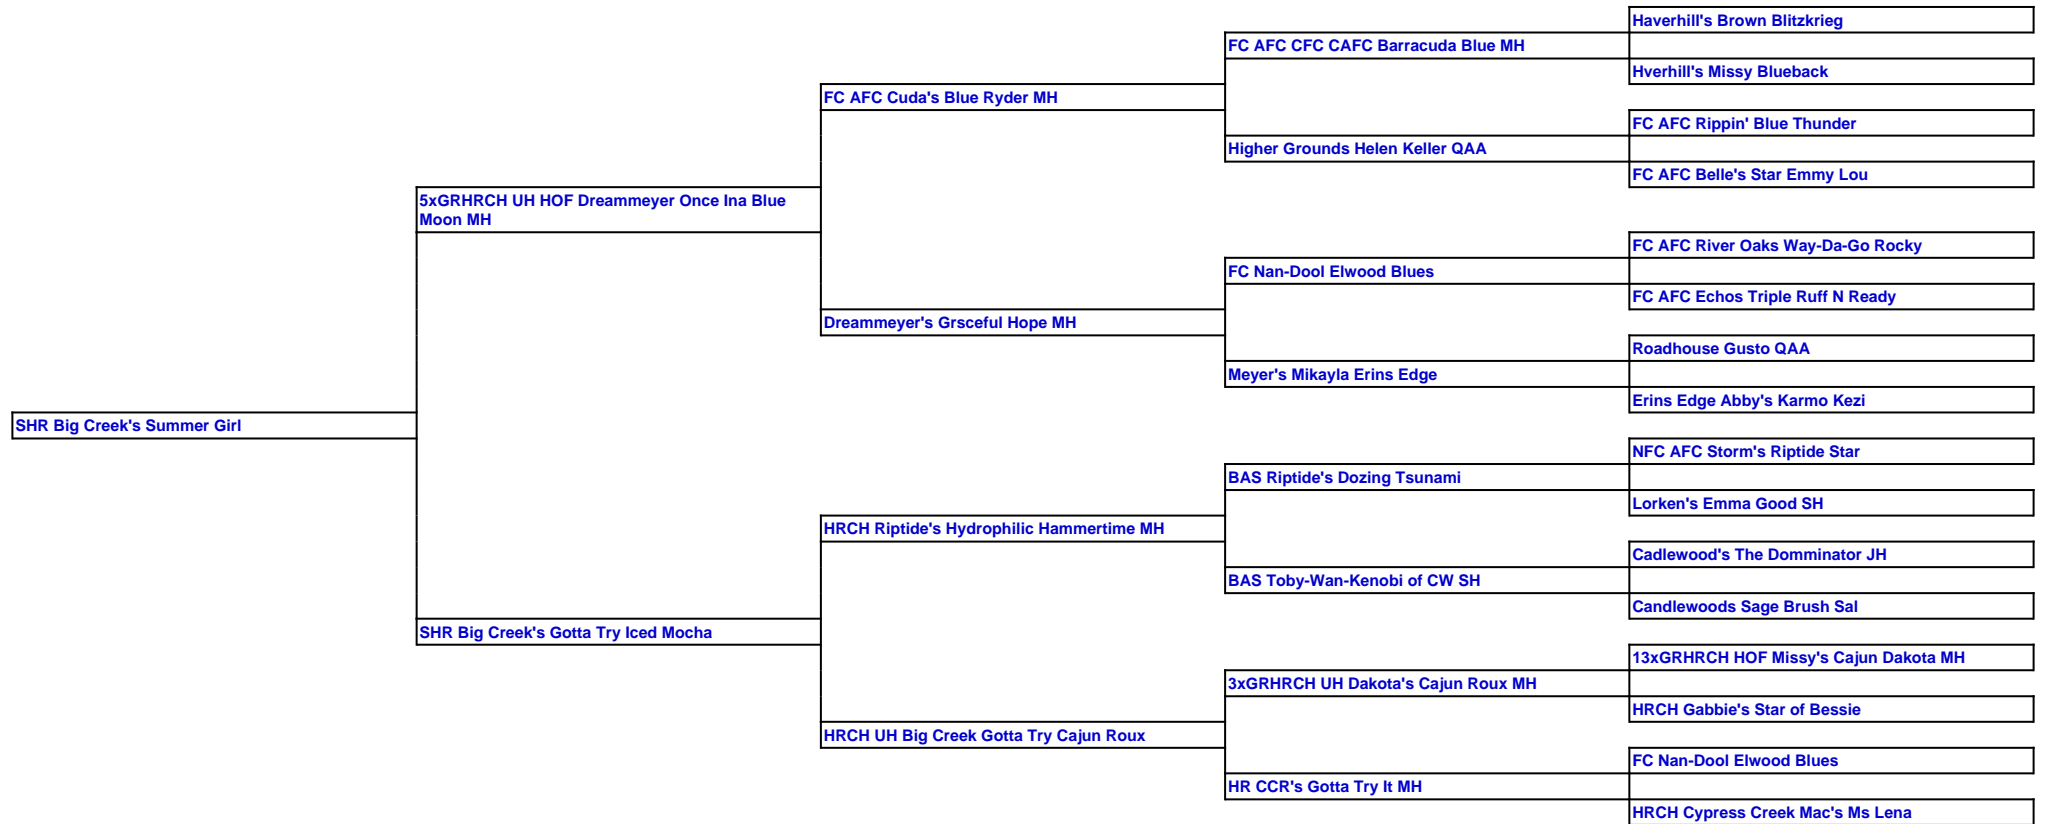 Haverhill's Brown Blitzkrieg
FC AFC CFC CAFC Barracuda Blue MH
Hverhill's Missy Blueback
FC AFC Cuda's Blue Ryder MH
FC AFC Rippin' Blue Thunder
Higher Grounds Helen Keller QAA
FC AFC Belle's Star Emmy Lou
5xGRHRCH UH HOF Dreammeyer Once Ina Blue
Moon MH
FC AFC River Oaks Way-Da-Go Rocky
FC Nan-Dool Elwood Blues
FC AFC Echos Triple Ruff N Ready
Dreammeyer's Grsceful Hope MH
Roadhouse Gusto QAA
Meyer's Mikayla Erins Edge
Erins Edge Abby's Karmo Kezi
SHR Big Creek's Summer Girl
NFC AFC Storm's Riptide Star
BAS Riptide's Dozing Tsunami
Lorken's Emma Good SH
HRCH Riptide's Hydrophilic Hammertime MH
Cadlewood's The Domminator JH
BAS Toby-Wan-Kenobi of CW SH
Candlewoods Sage Brush Sal
SHR Big Creek's Gotta Try Iced Mocha
13xGRHRCH HOF Missy's Cajun Dakota MH
3xGRHRCH UH Dakota's Cajun Roux MH
HRCH Gabbie's Star of Bessie
HRCH UH Big Creek Gotta Try Cajun Roux
FC Nan-Dool Elwood Blues
HR CCR's Gotta Try It MH
HRCH Cypress Creek Mac's Ms Lena